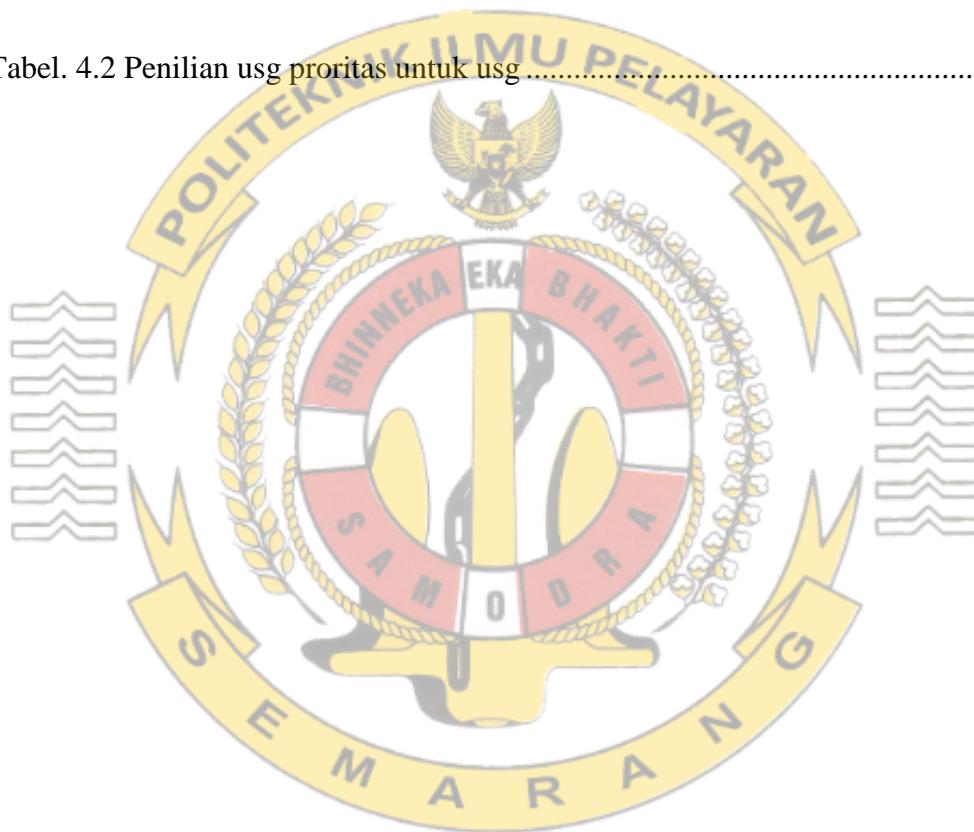 Tabel. 4.2 Penilian usg proritas untuk usg
POLITEKNIK ILMU PELAYARAN
BHINNEKA EKA BHAKTI
SAMODRA
SEMARANG